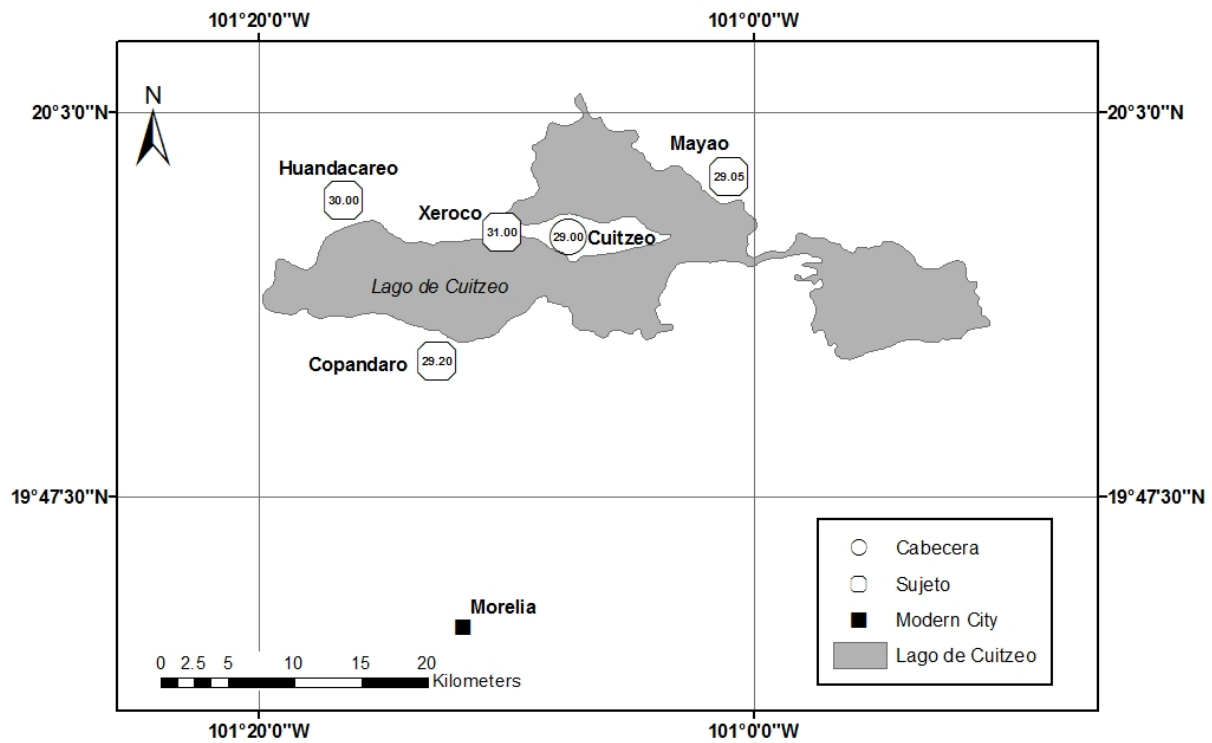 101°20'0"W 101°0'0"W
20°3'0"N 20°3'0"N
N
Mayao
29.05
Huandacareo
30.00
Xeroco
31.00
29.00
Cuitzeo
Lago de Cuitzeo
Copandaro
29.20
19°47'30"N 19°47'30"N
Cabecera
Sujeto
Modern City
Lago de Cuitzeo
Morelia
0 2.5 5 10 15 20
Kilometers
101°20'0"W 101°0'0"W